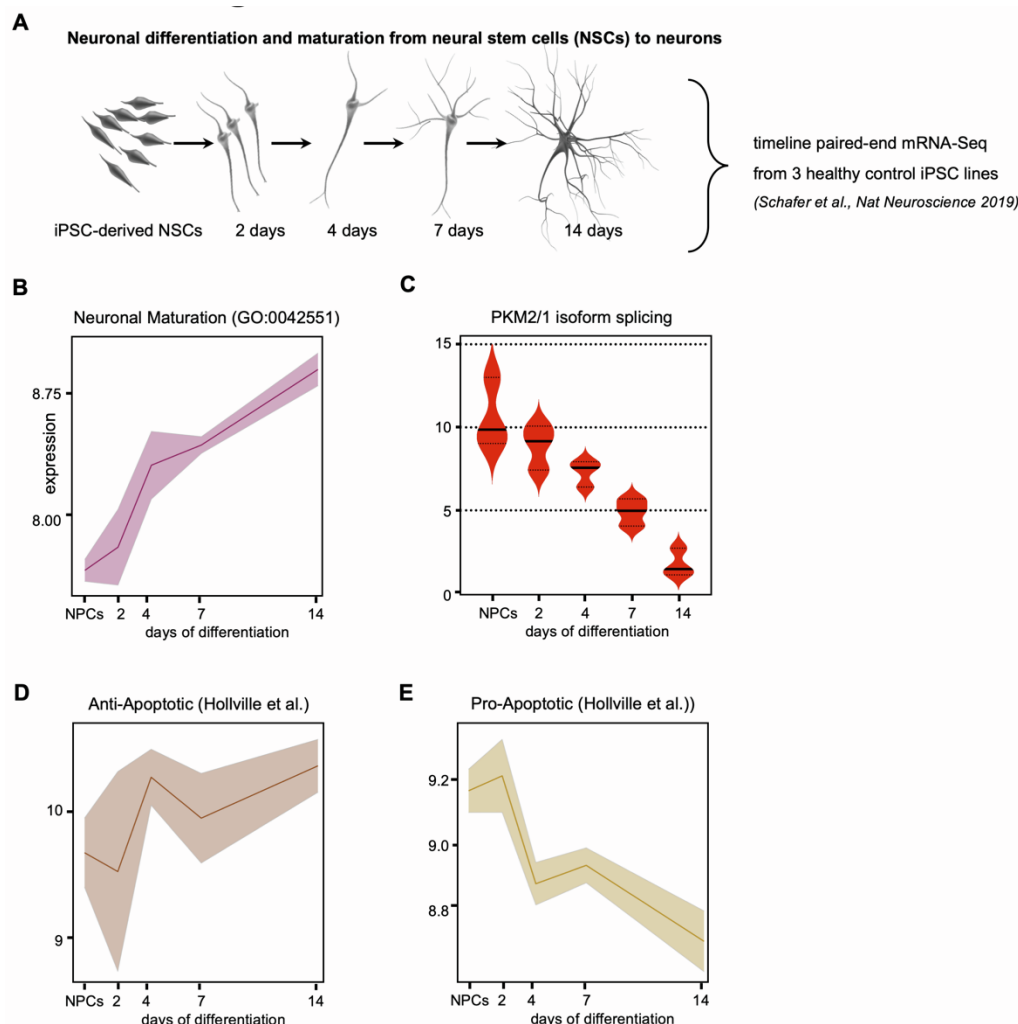 A
Neuronal differentiation and maturation from neural stem cells (NSCs) to neurons
timeline paired-end mRNA-Seq
from 3 healthy control iPSC lines
(Schafer et al., Nat Neuroscience 2019)
iPSC-derived NSCs 2 days 4 days 7 days 14 days
B
Neuronal Maturation (GO:0042551)
8.75
8.00
expression
NPCs 2 4 7 14
days of differentiation
C
PKM2/1 isoform splicing
15
10
5
0
NPCs 2 4 7 14
days of differentiation
D
Anti-Apoptotic (Hollville et al.)
10
9
NPCs 2 4 7 14
days of differentiation
E
Pro-Apoptotic (Hollville et al.))
9.2
9.0
8.8
NPCs 2 4 7 14
days of differentiation